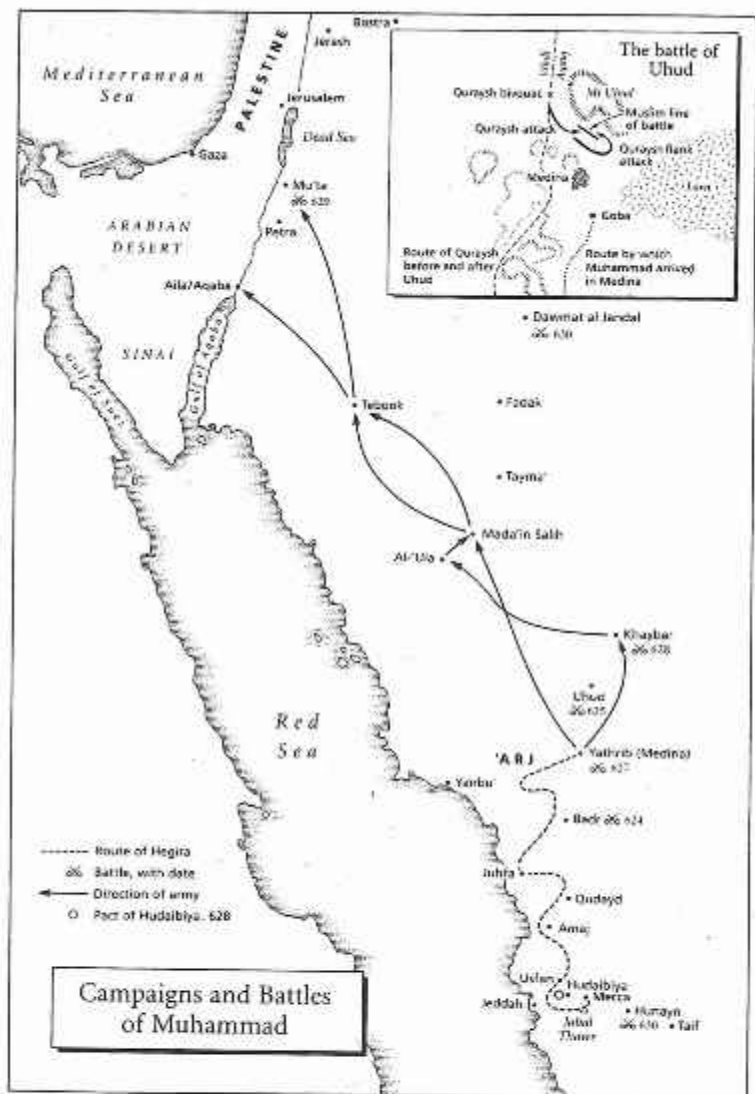 Bostra
Jerash
Mediterranean
Sea
PALESTINE
Jerusalem
Dead Sea
Gaza
Mu'ta
629
Petra
ARABIAN
DESERT
Aila/Aqaba
SINAI
Gulf of Suez
Gulf of Aqaba
The battle of
Uhud
Mt Uhud
Quraysh bivouac
Muslim line
of battle
Quraysh attack
Quraysh flank
attack
Medina
Lava
Goba
Route of Quraysh
before and after
Uhud
Route by which
Muhammad arrived
in Medina
Dawmat al Jandal
630
Tebook
Fadak
Tayma'
Mada'in Salih
Al-'Ula
Khaybar
628
Uhud
625
Red
Sea
'ARJ
Yathrib (Medina)
627
Yanbu'
Badr 624
Juhfa
Qudayd
Amaj
Usfan
Hudaibiya
Mecca
Jeddah
Jabal
Thawr
Hunayn
630
Taif
Route of Hegira
Battle, with date
Direction of army
Pact of Hudaibiya, 628
Campaigns and Battles
of Muhammad